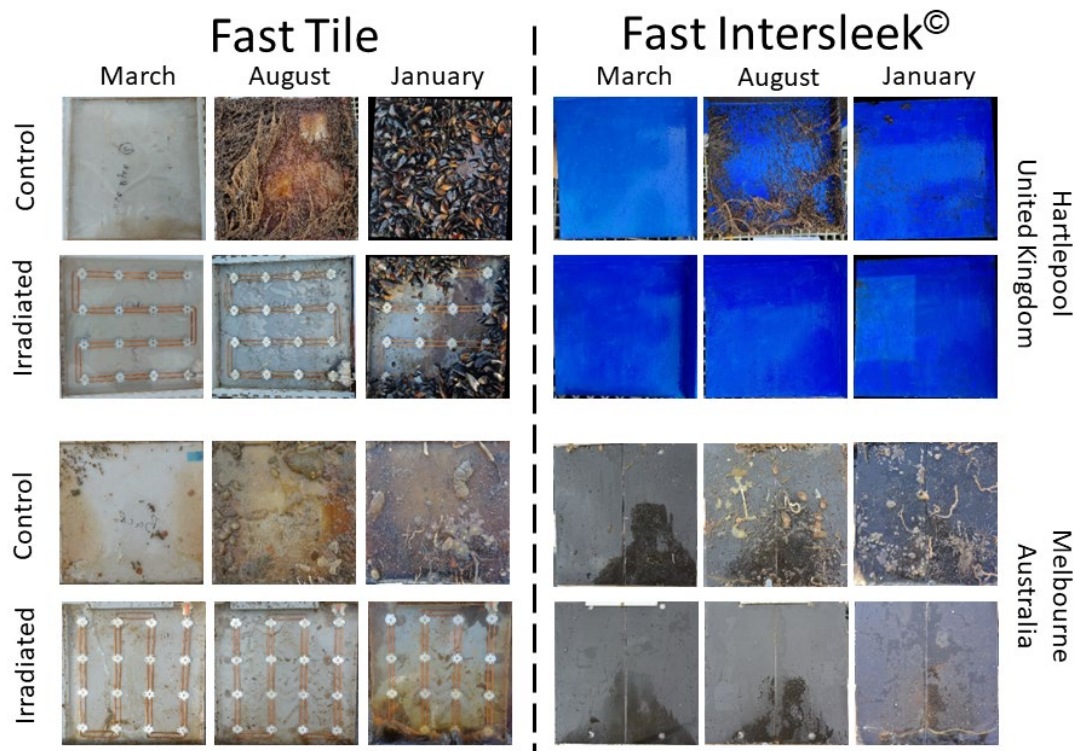 Fast Tile
Fast Intersleek©
March
August
January
March
August
January
Control
Irradiated
Hartlepool
United Kingdom
Control
Irradiated
Melbourne
Australia